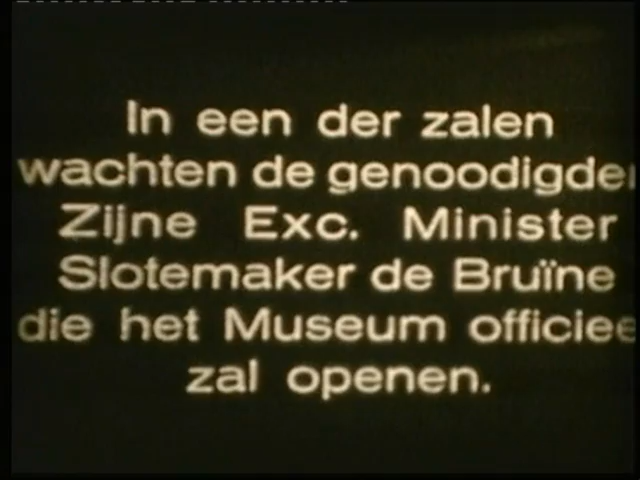 In een der zalen
wachten de genoodigde
Zijne Exc. Minister
Slotemaker de Bruïne
die het Museum officiee
zal openen.